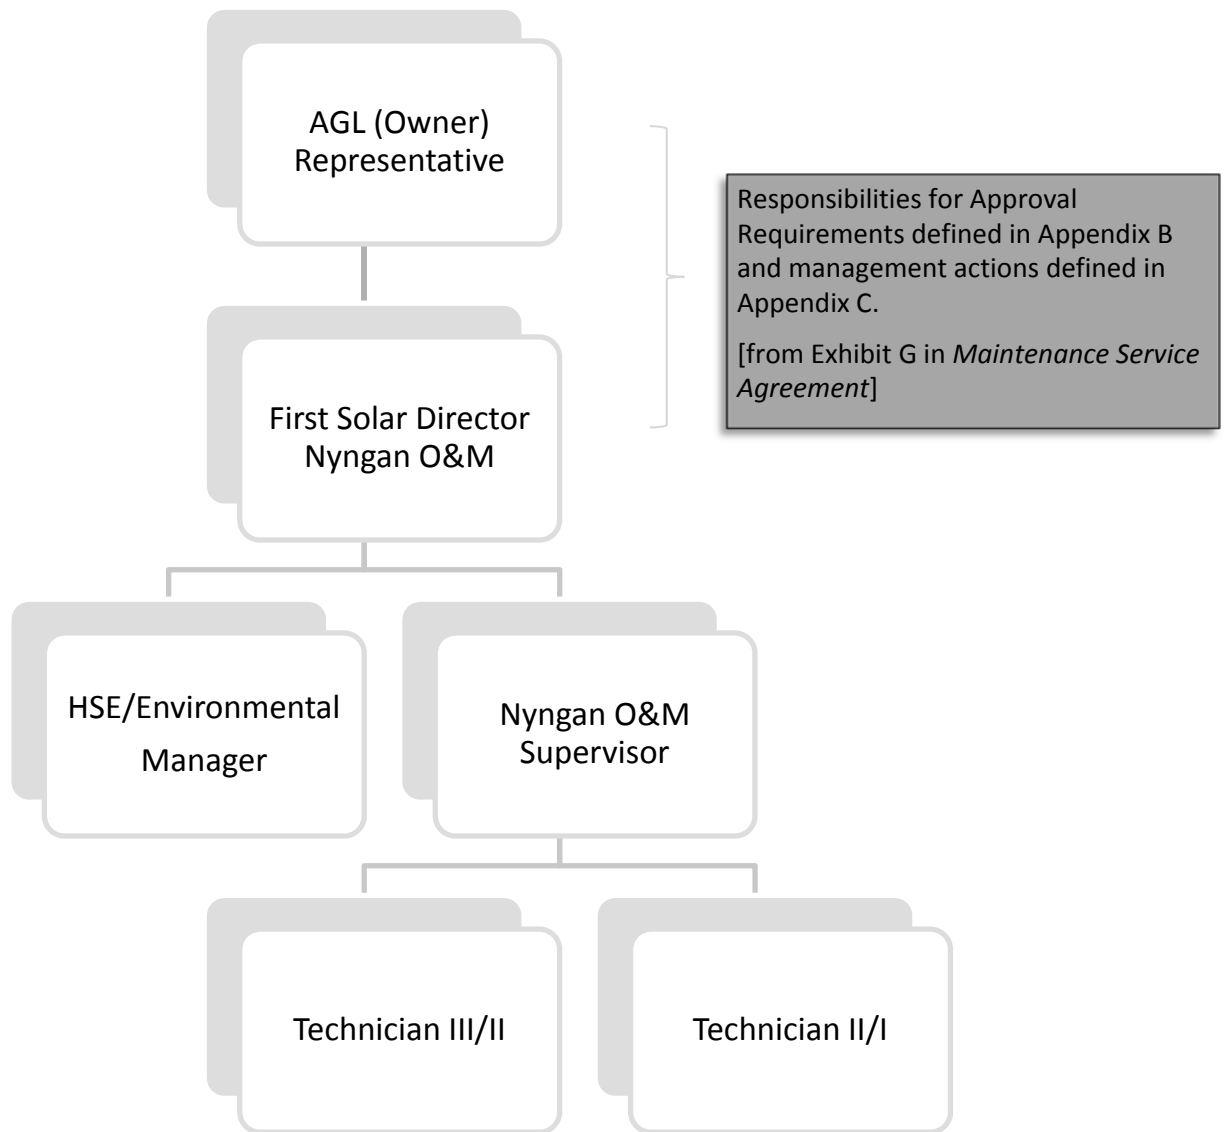 AGL (Owner)
Representative
Responsibilities for Approval
Requirements defined in Appendix B
and management actions defined in
Appendix C.
[from Exhibit G in Maintenance Service
Agreement]
First Solar Director
Nyngan O&M
HSE/Environmental
Manager
Nyngan O&M
Supervisor
Technician III/II
Technician II/I